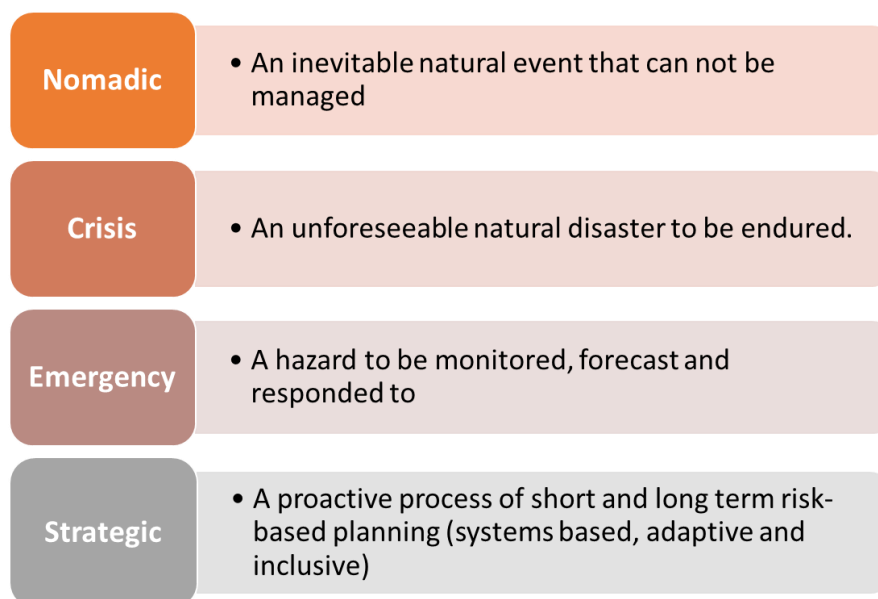 Nomadic
• An inevitable natural event that can not be
managed
Crisis
• An unforeseeable natural disaster to be endured.
Emergency
• A hazard to be monitored, forecast and
responded to
Strategic
• A proactive process of short and long term risk-
based planning (systems based, adaptive and
inclusive)